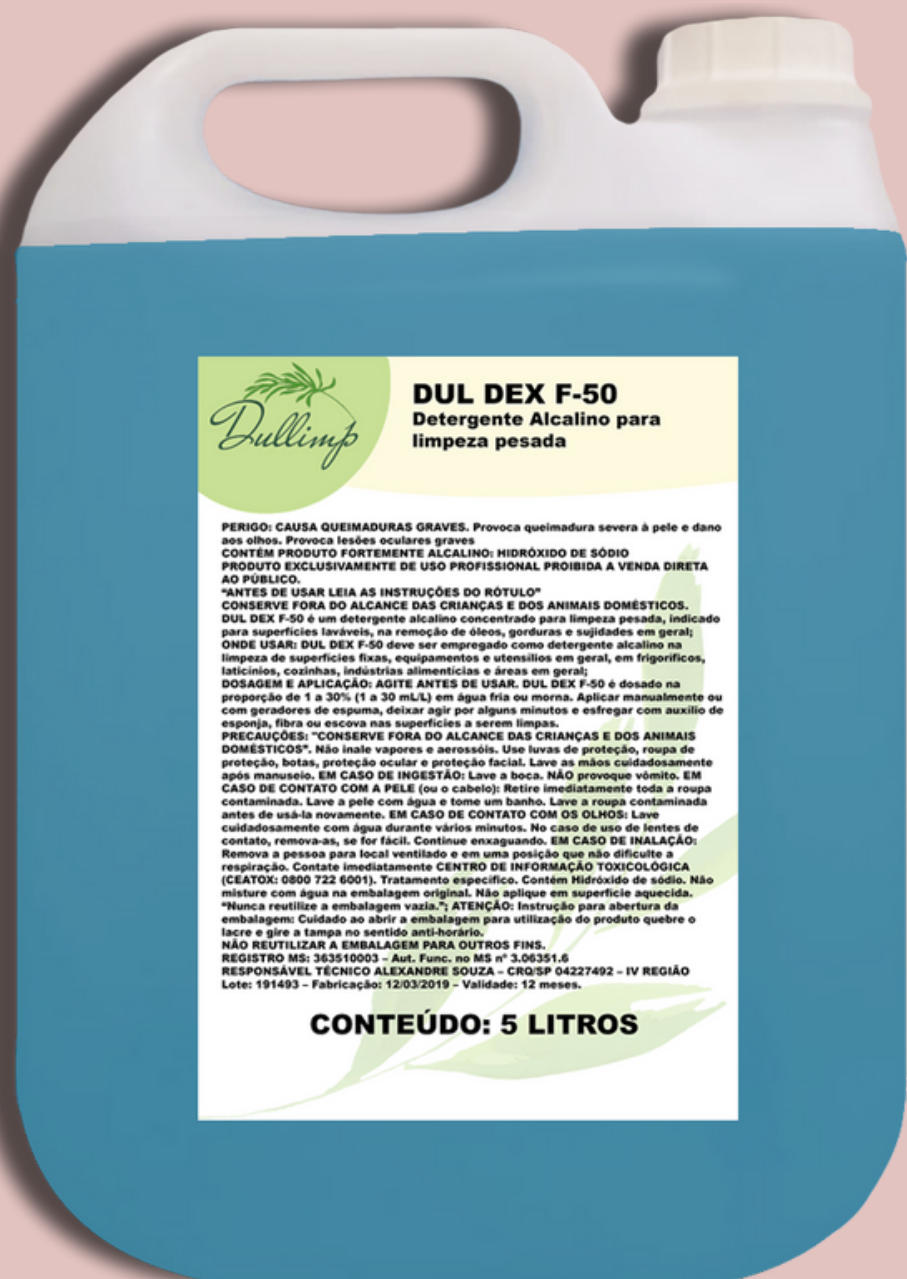 Dullimp
DUL DEX F-50
Detergente Alcalino para
limpeza pesada
PERIGO: CAUSA QUEIMADURAS GRAVES. Provoca queimadura severa à pele e dano
aos olhos. Provoca lesões oculares graves
CONTÉM PRODUTO FORTEMENTE ALCALINO: HIDRÓXIDO DE SÓDIO
PRODUTO EXCLUSIVAMENTE DE USO PROFISSIONAL PROIBIDA A VENDA DIRETA
AO PÚBLICO.
"ANTES DE USAR LEIA AS INSTRUÇÕES DO RÓTULO"
CONSERVE FORA DO ALCANCE DAS CRIANÇAS E DOS ANIMAIS DOMÉSTICOS.
DUL DEX F-50 é um detergente alcalino concentrado para limpeza pesada, indicado
para superfícies laváveis, na remoção de óleos, gorduras e sujidades em geral;
ONDE USAR: DUL DEX F-50 deve ser empregado como detergente alcalino na
limpeza de superfícies fixas, equipamentos e utensílios em geral, em frigoríficos,
laticínios, cozinhas, indústrias alimentícias e áreas em geral;
DOSAGEM E APLICAÇÃO: AGITE ANTES DE USAR. DUL DEX F-50 é dosado na
proporção de 1 a 30% (1 a 30 mL/L) em água fria ou morna. Aplicar manualmente ou
com geradores de espuma, deixar agir por alguns minutos e esfregar com auxílio de
esponja, fibra ou escova nas superfícies a serem limpas.
PRECAUÇÕES: "CONSERVE FORA DO ALCANCE DAS CRIANÇAS E DOS ANIMAIS
DOMÉSTICOS". Não inale vapores e aerossóis. Use luvas de proteção, roupa de
proteção, botas, proteção ocular e proteção facial. Lave as mãos cuidadosamente
após manuseio. EM CASO DE INGESTÃO: Lave a boca. NÃO provoque vômito. EM
CASO DE CONTATO COM A PELE (ou o cabelo): Retire imediatamente toda a roupa
contaminada. Lave a pele com água e tome um banho. Lave a roupa contaminada
antes de usá-la novamente. EM CASO DE CONTATO COM OS OLHOS: Lave
cuidadosamente com água durante vários minutos. No caso de uso de lentes de
contato, remova-as, se for fácil. Continue enxaguando. EM CASO DE INALAÇÃO:
Remova a pessoa para local ventilado e em uma posição que não dificulte a
respiração. Contate imediatamente CENTRO DE INFORMAÇÃO TOXICOLÓGICA
(CEATOX: 0800 722 6001). Tratamento específico. Contém Hidróxido de sódio. Não
misture com água na embalagem original. Não aplique em superfície aquecida.
"Nunca reutilize a embalagem vazia."; ATENÇÃO: Instrução para abertura da
embalagem: Cuidado ao abrir a embalagem para utilização do produto quebre o
lacre e gire a tampa no sentido anti-horário.
NÃO REUTILIZAR A EMBALAGEM PARA OUTROS FINS.
REGISTRO MS: 363510003 – Aut. Func. no MS nº 3.06351.6
RESPONSÁVEL TÉCNICO ALEXANDRE SOUZA – CRQ/SP 04227492 – IV REGIÃO
Lote: 191493 – Fabricação: 12/03/2019 – Validade: 12 meses.
CONTEÚDO: 5 LITROS